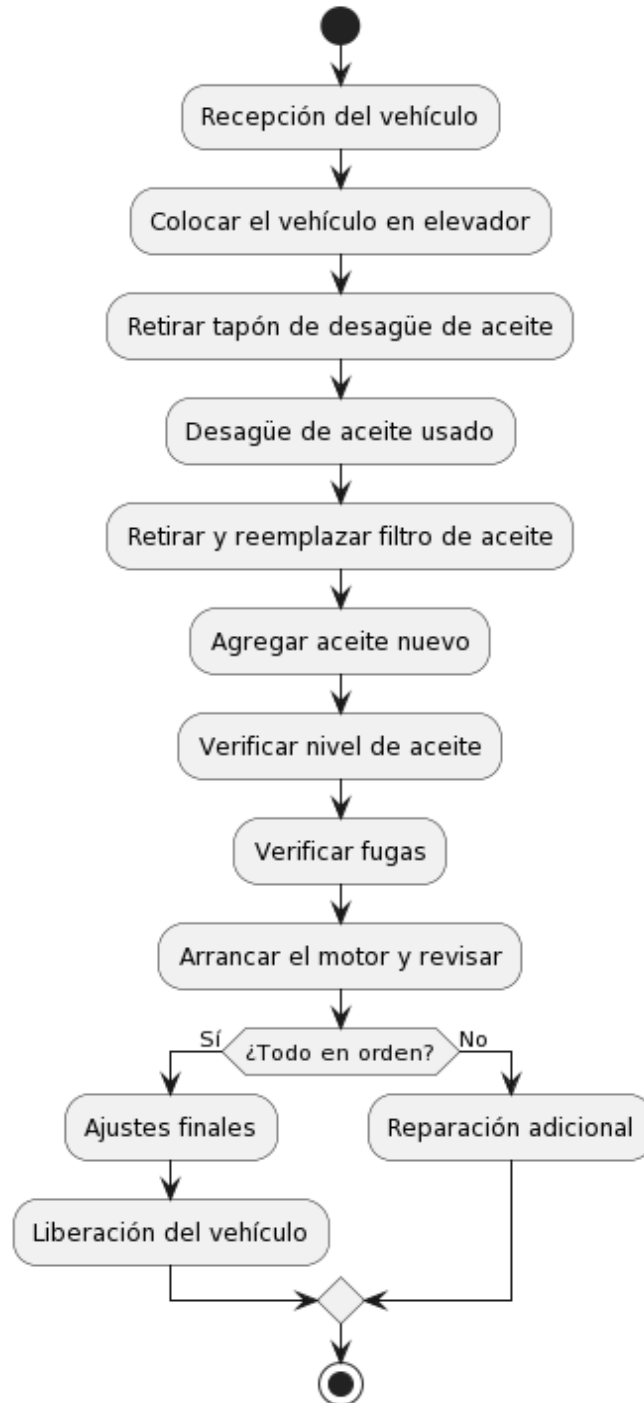 Recepción del vehículo
Colocar el vehículo en elevador
Retirar tapón de desagüe de aceite
Desagüe de aceite usado
Retirar y reemplazar filtro de aceite
Agregar aceite nuevo
Verificar nivel de aceite
Verificar fugas
Arrancar el motor y revisar
Sí
¿Todo en orden?
No
Ajustes finales
Reparación adicional
Liberación del vehículo